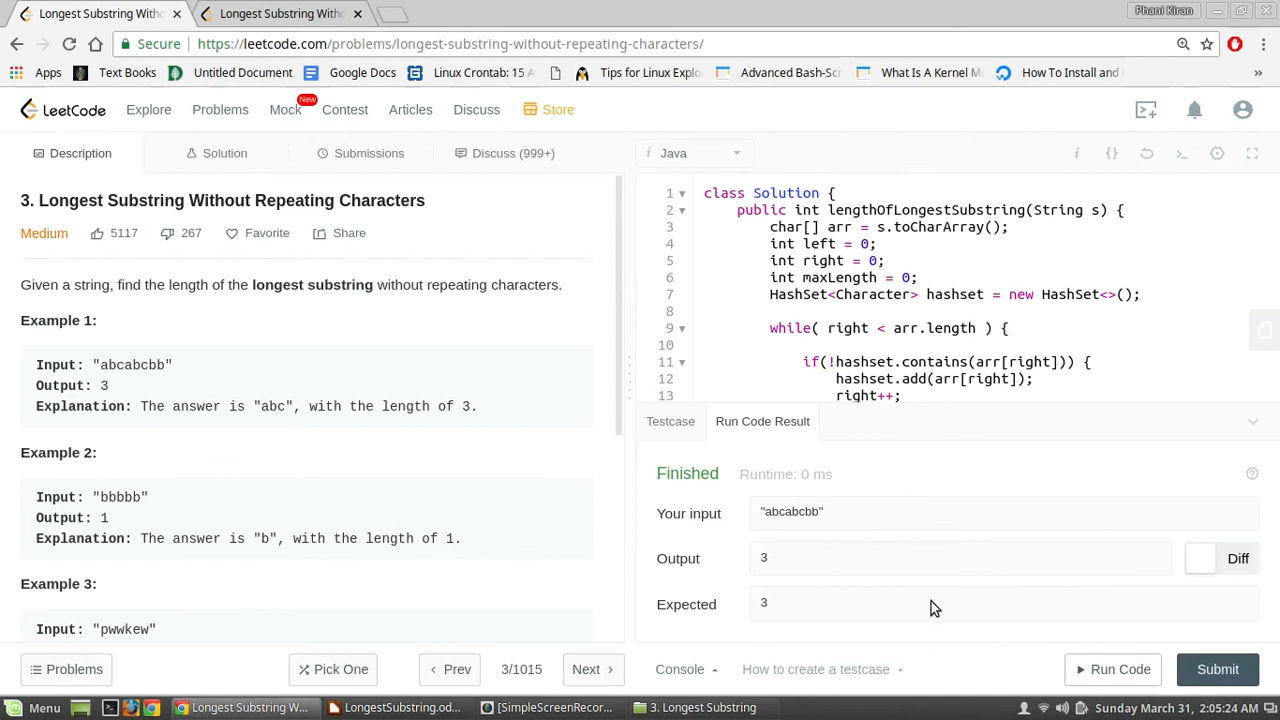 Longest Substring With
Longest Substring With
Phani Kiran
Secure
https://leetcode.com/problems/longest-substring-without-repeating-characters/
Apps
Text Books
Untitled Document
Google Docs
Linux Crontab: 15 A
Tips for Linux Explo
Advanced Bash-Scr
What Is A Kernel M
How To Install and
»
LeetCode
Explore
Problems
Mock
New
Contest
Articles
Discuss
Store
Description
Solution
Submissions
Discuss (999+)
i
Java
i
{}
3. Longest Substring Without Repeating Characters
Medium
5117
267
Favorite
Share
Given a string, find the length of the longest substring without repeating characters.
Example 1:
Input: "abcabcbb"
Output: 3
Explanation: The answer is "abc", with the length of 3.
Example 2:
Input: "bbbbb"
Output: 1
Explanation: The answer is "b", with the length of 1.
Example 3:
Input: "pwwkew"
1 class Solution {
2 public int lengthOfLongestSubstring(String s) {
3 char[] arr = s.toCharArray();
4 int left = 0;
5 int right = 0;
6 int maxLength = 0;
7 HashSet<Character> hashset = new HashSet<>();
8
9 while( right < arr.length ) {
10
11 if(!hashset.contains(arr[right])) {
12 hashset.add(arr[right]);
13 right++;
Testcase
Run Code Result
Finished
Runtime: 0 ms
Your input
"abcabcbb"
Output
3
Diff
Expected
3
Problems
Pick One
Prev
3/1015
Next
Console
How to create a testcase
Run Code
Submit
Menu
Longest Substring W...
LongestSubstring.od...
[SimpleScreenRecor...
3. Longest Substring
Sunday March 31, 2:05:24 PM